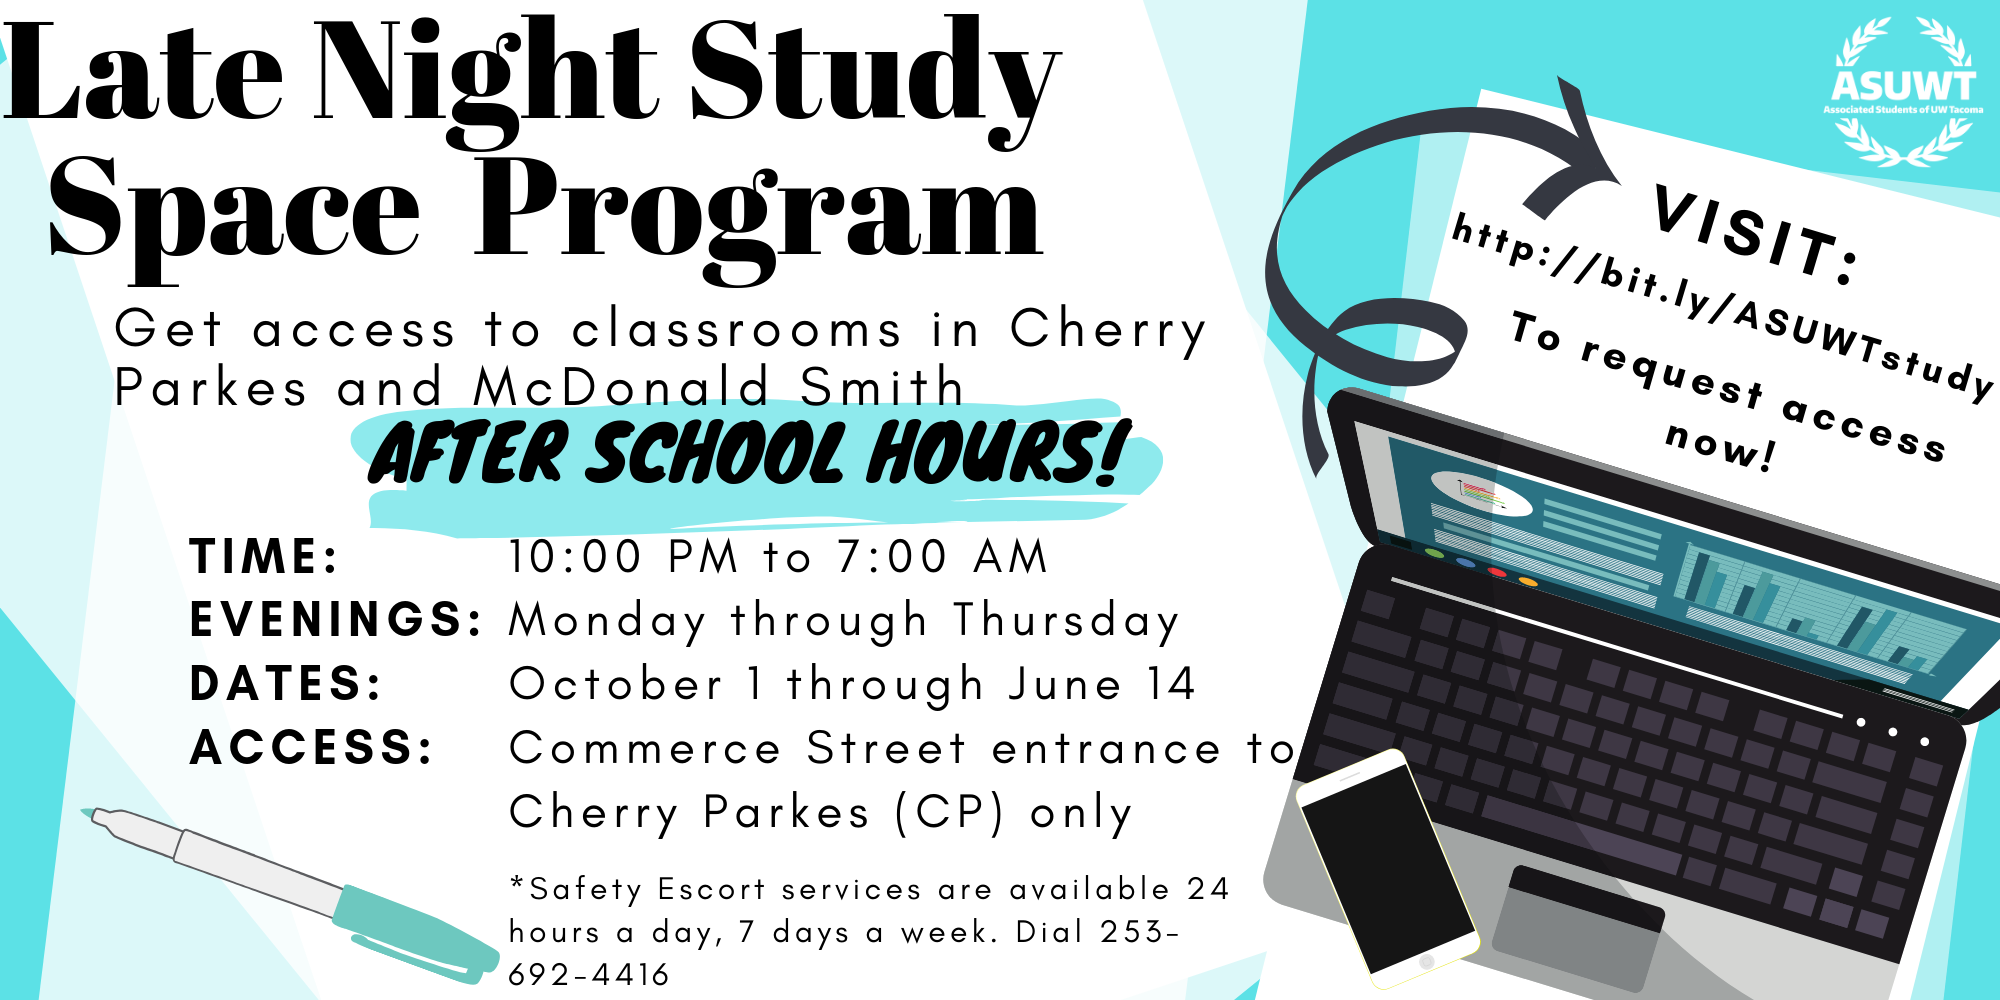 Late Night Study
Space Program
Get access to classrooms in Cherry
Parkes and McDonald Smith
AFTER SCHOOL HOURS!
TIME: 10:00 PM to 7:00 AM
EVENINGS: Monday through Thursday
DATES: October 1 through June 14
ACCESS: Commerce Street entrance to
Cherry Parkes (CP) only
*Safety Escort services are available 24
hours a day, 7 days a week. Dial 253-
692-4416
ASUWT
Associated Students of UW Tacoma
VISIT:
http://bit.ly/ASUWTstudy
To request access
now!